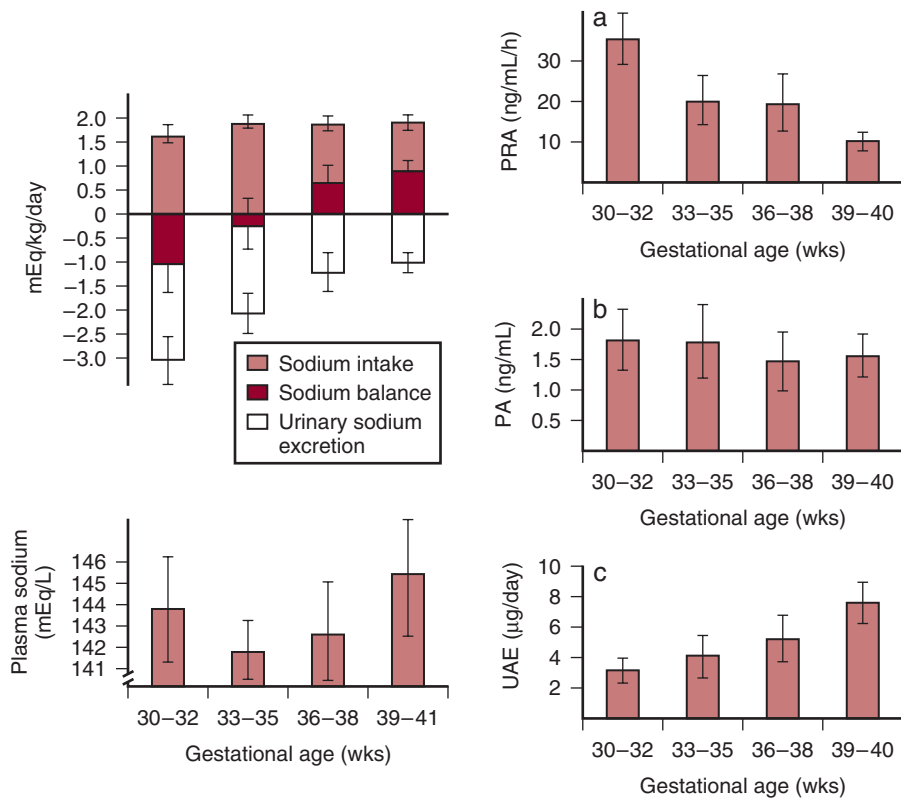 mEq/kg/day
2.0
1.5
1.0
0.5
0
–0.5
–1.0
–1.5
–2.0
–2.5
–3.0
Sodium intake
Sodium balance
Urinary sodium
excretion
Plasma sodium
(mEq/L)
146
145
144
143
142
141
30–32 33–35 36–38 39–41
Gestational age (wks)
a
PRA (ng/mL/h)
30
20
10
30–32 33–35 36–38 39–40
Gestational age (wks)
b
PA (ng/mL)
2.0
1.5
1.0
0.5
30–32 33–35 36–38 39–40
Gestational age (wks)
c
UAE (µg/day)
10
8
6
4
2
30–32 33–35 36–38 39–40
Gestational age (wks)